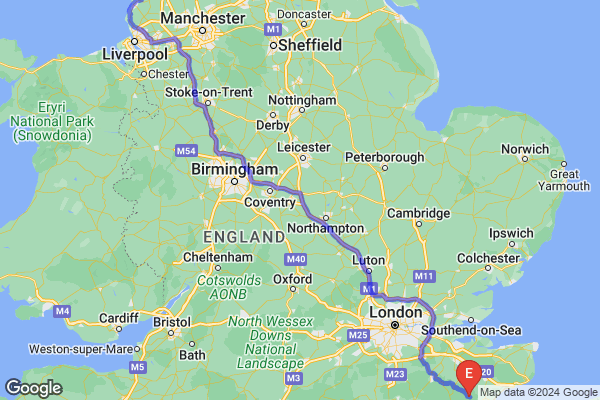 Manchester
Doncaster
M1
Liverpool
Sheffield
Chester
Eryri
National Park
(Snowdonia)
Stoke-on-Trent
Nottingham
Derby
M54
Leicester
Peterborough
Norwich
Birmingham
Great
Yarmouth
Coventry
Northampton
Cambridge
ENGLAND
Ipswich
M40
Luton
M11
Colchester
Cheltenham
Cotswolds
AONB
Oxford
M1
M4
Cardiff
Bristol
North Wessex
Downs
National
Landscape
London
M25
Southend-on-Sea
Weston-super-Mare
Bath
M5
M3
M23
E
20
Google
Google
Map data ©2024 Google